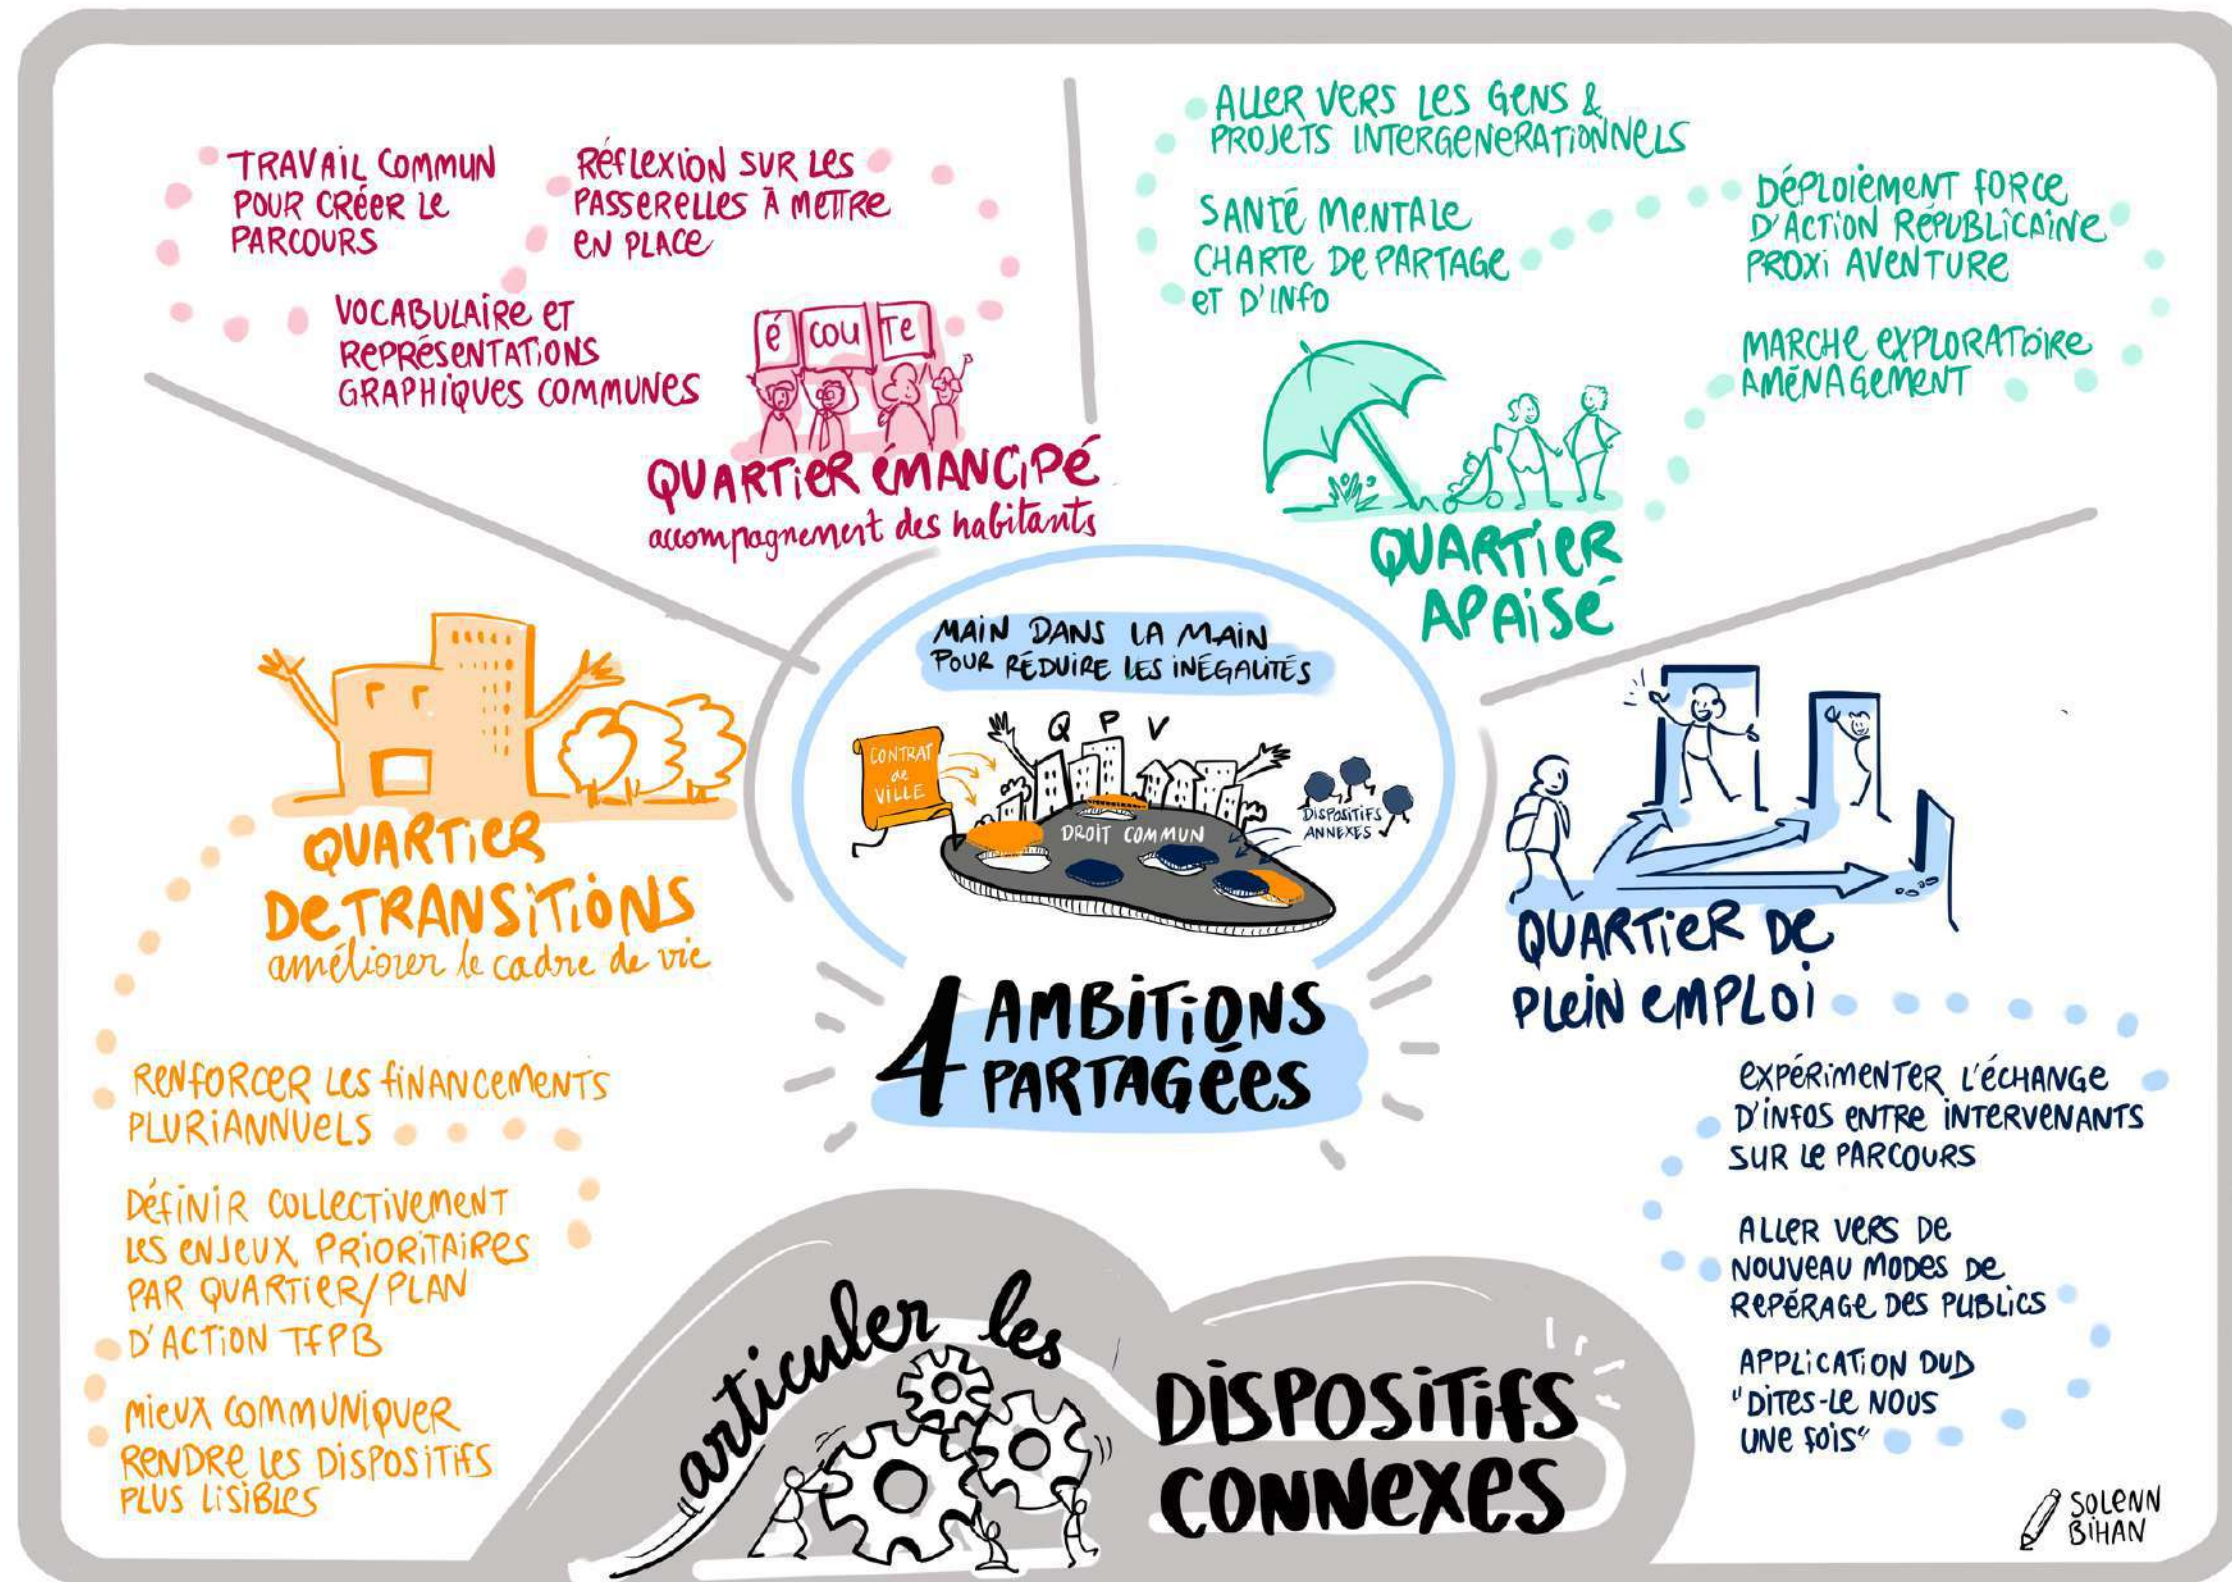 TRAVAIL COMMUN
POUR CRÉER LE
PARCOURS
RÉFLEXION SUR LES
PASSERELLES À METTRE
EN PLACE
VOCABULAIRE ET
REPRÉSENTATIONS
GRAPHIQUES COMMUNES
É COU TE
QUARTIER ÉMANCIPÉ
accompagnement des habitants
ALLER VERS LES GENS &
PROJETS INTERGENERATIONNELS
SANTÉ MENTALE
CHARTE DE PARTAGE
ET D'INFO
DÉPLOIEMENT FORCE
D'ACTION RÉPUBLICAINE
PROXI AVENTURE
MARCHE EXPLORATOIRE
AMÉNAGEMENT
QUARTIER
APAISÉ
MAIN DANS LA MAIN
POUR RÉDUIRE LES INÉGALITÉS
Q P V
CONTRAT
de
VILLE
DROIT COMMUN
DISPOSITIFS
ANNEXES
4 AMBITIONS
PARTAGÉES
QUARTIER
DE TRANSITIONS
améliorer le cadre de vie
RENFORCER LES FINANCEMENTS
PLURIANNUELS
DÉFINIR COLLECTIVEMENT
LES ENJEUX PRIORITAIRES
PAR QUARTIER/PLAN
D'ACTION TFPB
MIEUX COMMUNIQUER
RENDRE LES DISPOSITIFS
PLUS LISIBLES
QUARTIER DE
PLEIN EMPLOI
EXPÉRIMENTER L'ÉCHANGE
D'INFOS ENTRE INTERVENANTS
SUR LE PARCOURS
ALLER VERS DE
NOUVEAU MODES DE
REPÉRAGE DES PUBLICS
APPLICATION DUD
"DITES-LE NOUS
UNE FOIS"
articuler les
DISPOSITIFS
CONNEXES
SOLENN
BIHAN